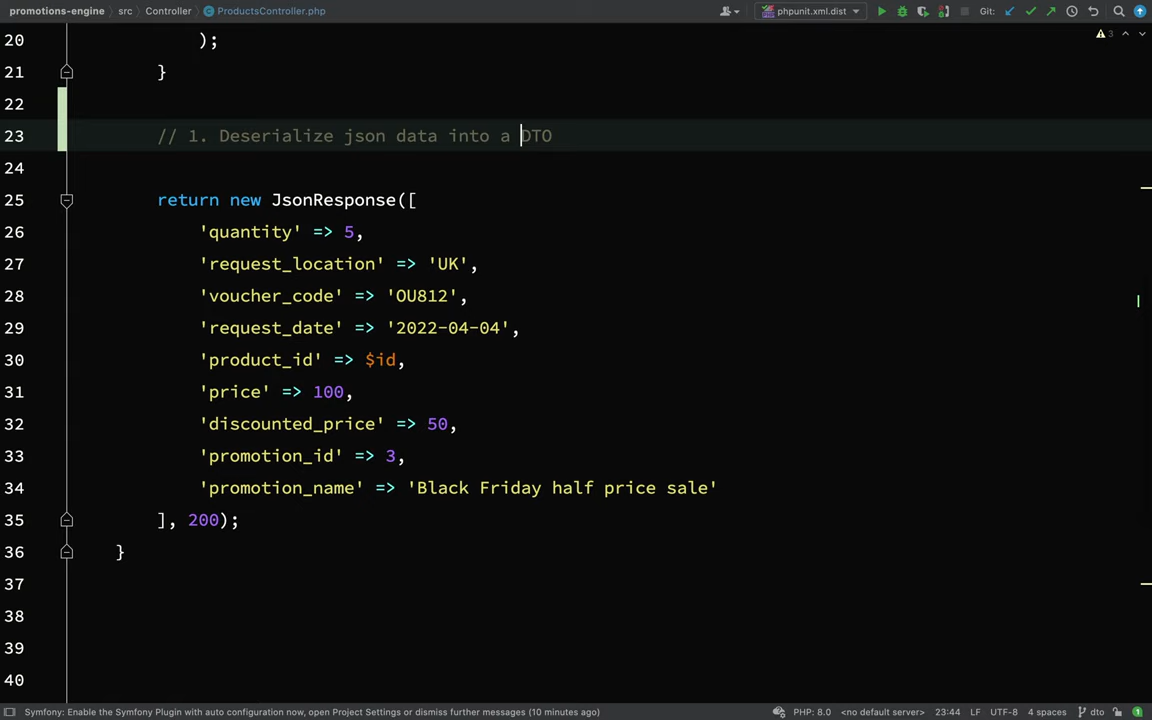 promotions-engine src Controller ProductsController.php phpunit.xml.dist Git:
20 );
3
21 }
22
23 // 1. Deserialize json data into a DTO
24
25 return new JsonResponse([
26 'quantity' => 5,
27 'request_location' => 'UK',
28 'voucher_code' => 'OU812',
29 'request_date' => '2022-04-04',
30 'product_id' => $id,
31 'price' => 100,
32 'discounted_price' => 50,
33 'promotion_id' => 3,
34 'promotion_name' => 'Black Friday half price sale'
35 ], 200);
36 }
37
38
39
40
Symfony: Enable the Symfony Plugin with auto configuration now, open Project Settings or dismiss further messages (10 minutes ago) PHP: 8.0 <no default server> 23:44 LF UTF-8 4 spaces dto 1